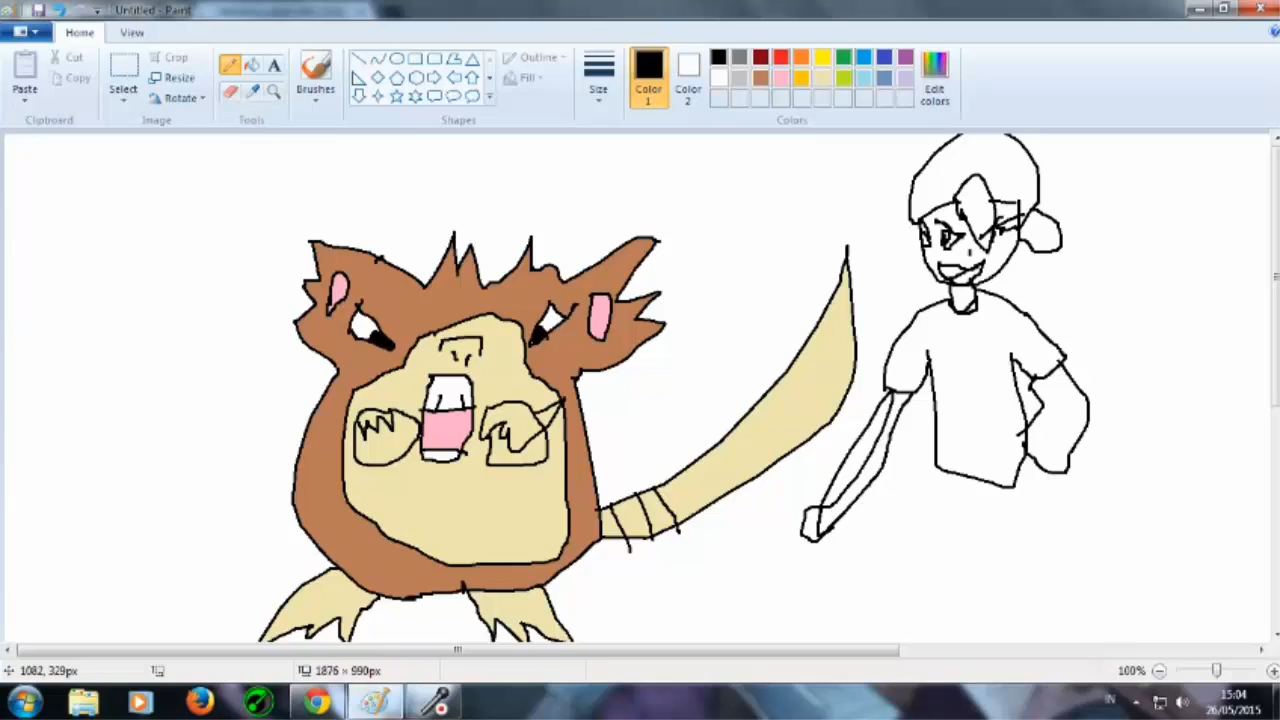 Untitled - Paint
Home
View
Paste
Cut
Copy
Clipboard
Select
Crop
Resize
Rotate
Image
A
Tools
Brushes
Outline
Fill
Shapes
Size
Color 1
Color 2
Edit colors
Colors
1082, 329px
1876 × 990px
100%
IN
15:04
26/05/2015